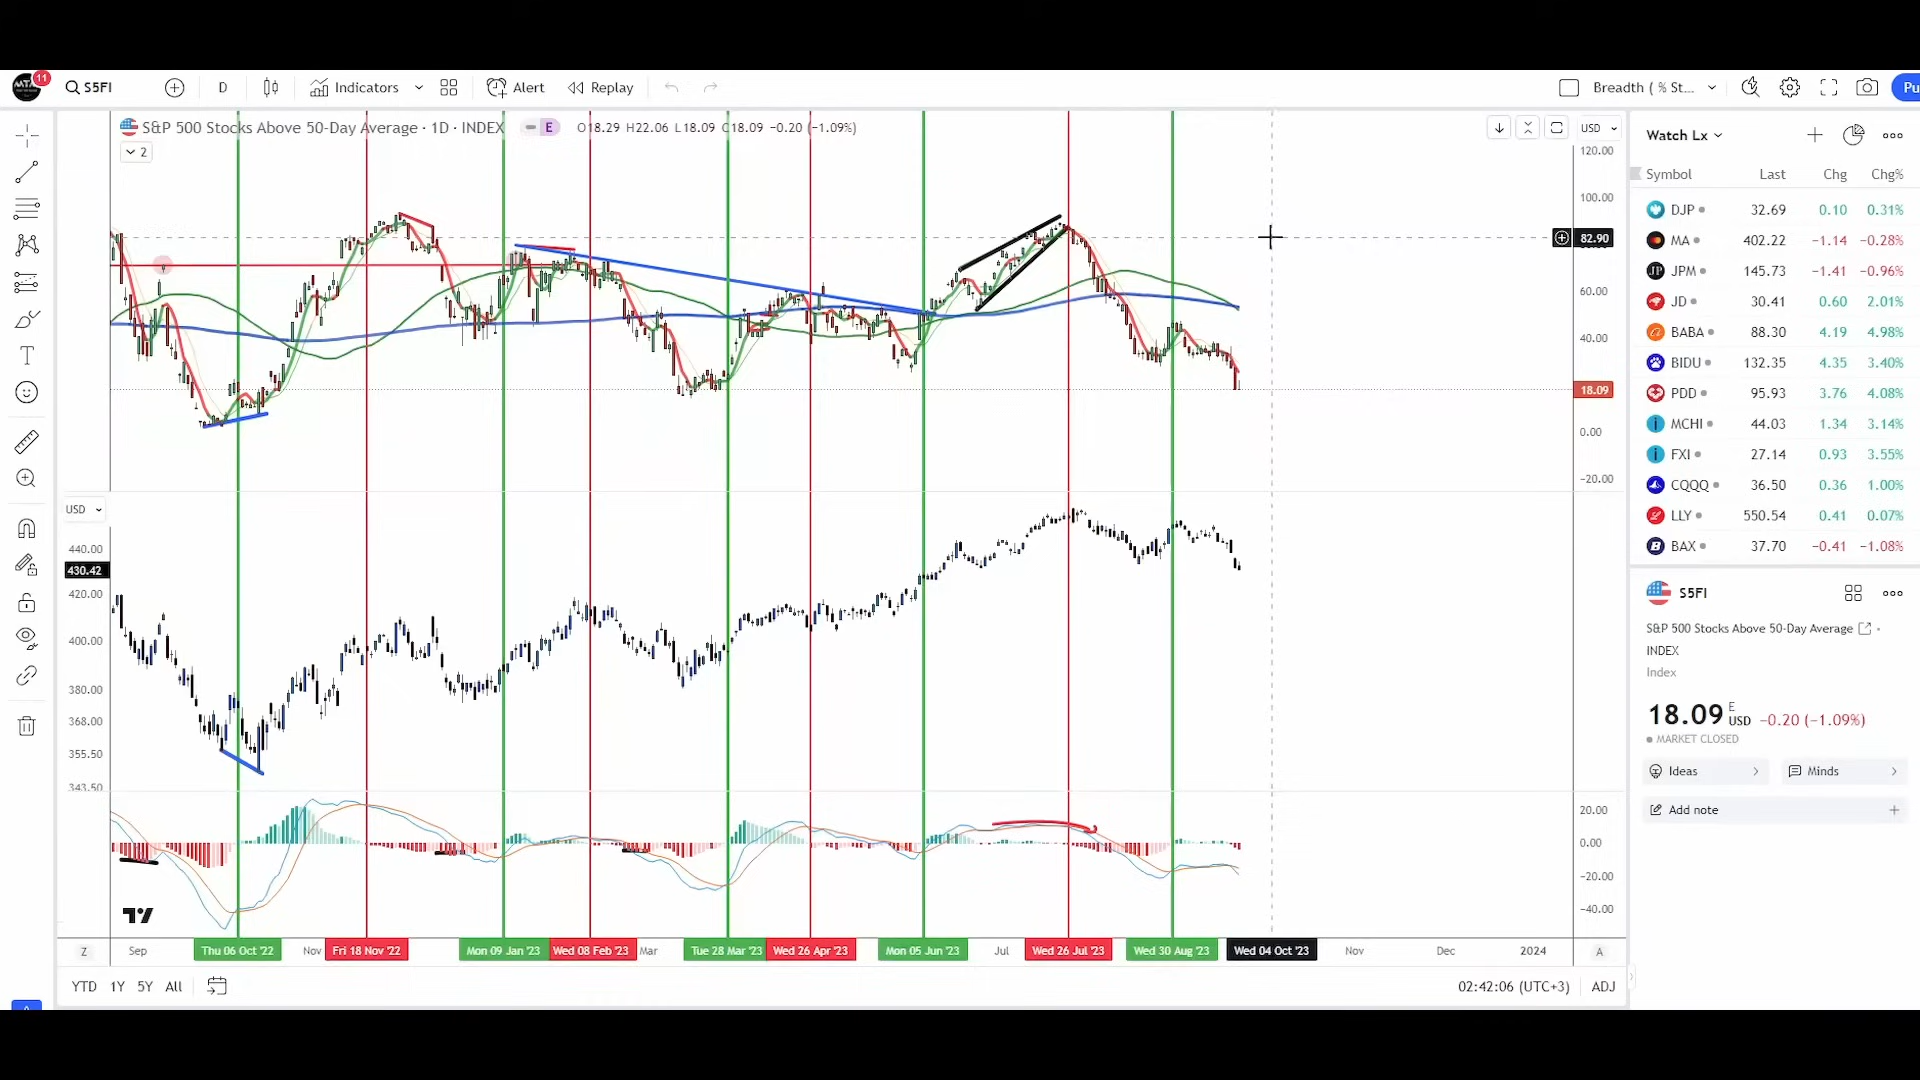 11
S5FI
D
Indicators
Alert
Replay
Breadth ( % St...
Pu
S&P 500 Stocks Above 50-Day Average · 1D · INDEX
E
O18.29 H22.06 L18.09 C18.09 −0.20 (−1.09%)
2
USD
120.00
100.00
82.90
60.00
40.00
18.09
0.00
−20.00
USD
440.00
430.42
420.00
400.00
380.00
368.00
355.50
343.50
20.00
0.00
−20.00
−40.00
Z
Sep
Thu 06 Oct '22
Nov
Fri 18 Nov '22
Mon 09 Jan '23
Wed 08 Feb '23
Mar
Tue 28 Mar '23
Wed 26 Apr '23
Mon 05 Jun '23
Jul
Wed 26 Jul '23
Wed 30 Aug '23
Wed 04 Oct '23
Nov
Dec
2024
A
YTD 1Y 5Y All
02:42:06 (UTC+3)
ADJ
Watch Lx
Symbol Last Chg Chg%
DJP 32.69 0.10 0.31%
MA 402.22 −1.14 −0.28%
JPM 145.73 −1.41 −0.96%
JD 30.41 0.60 2.01%
BABA 88.30 4.19 4.98%
BIDU 132.35 4.35 3.40%
PDD 95.93 3.76 4.08%
MCHI 44.03 1.34 3.14%
FXI 27.14 0.93 3.55%
CQQQ 36.50 0.36 1.00%
LLY 550.54 0.41 0.07%
BAX 37.70 −0.41 −1.08%
S5FI
S&P 500 Stocks Above 50-Day Average
INDEX
Index
18.09 E USD −0.20 (−1.09%)
MARKET CLOSED
Ideas
Minds
Add note